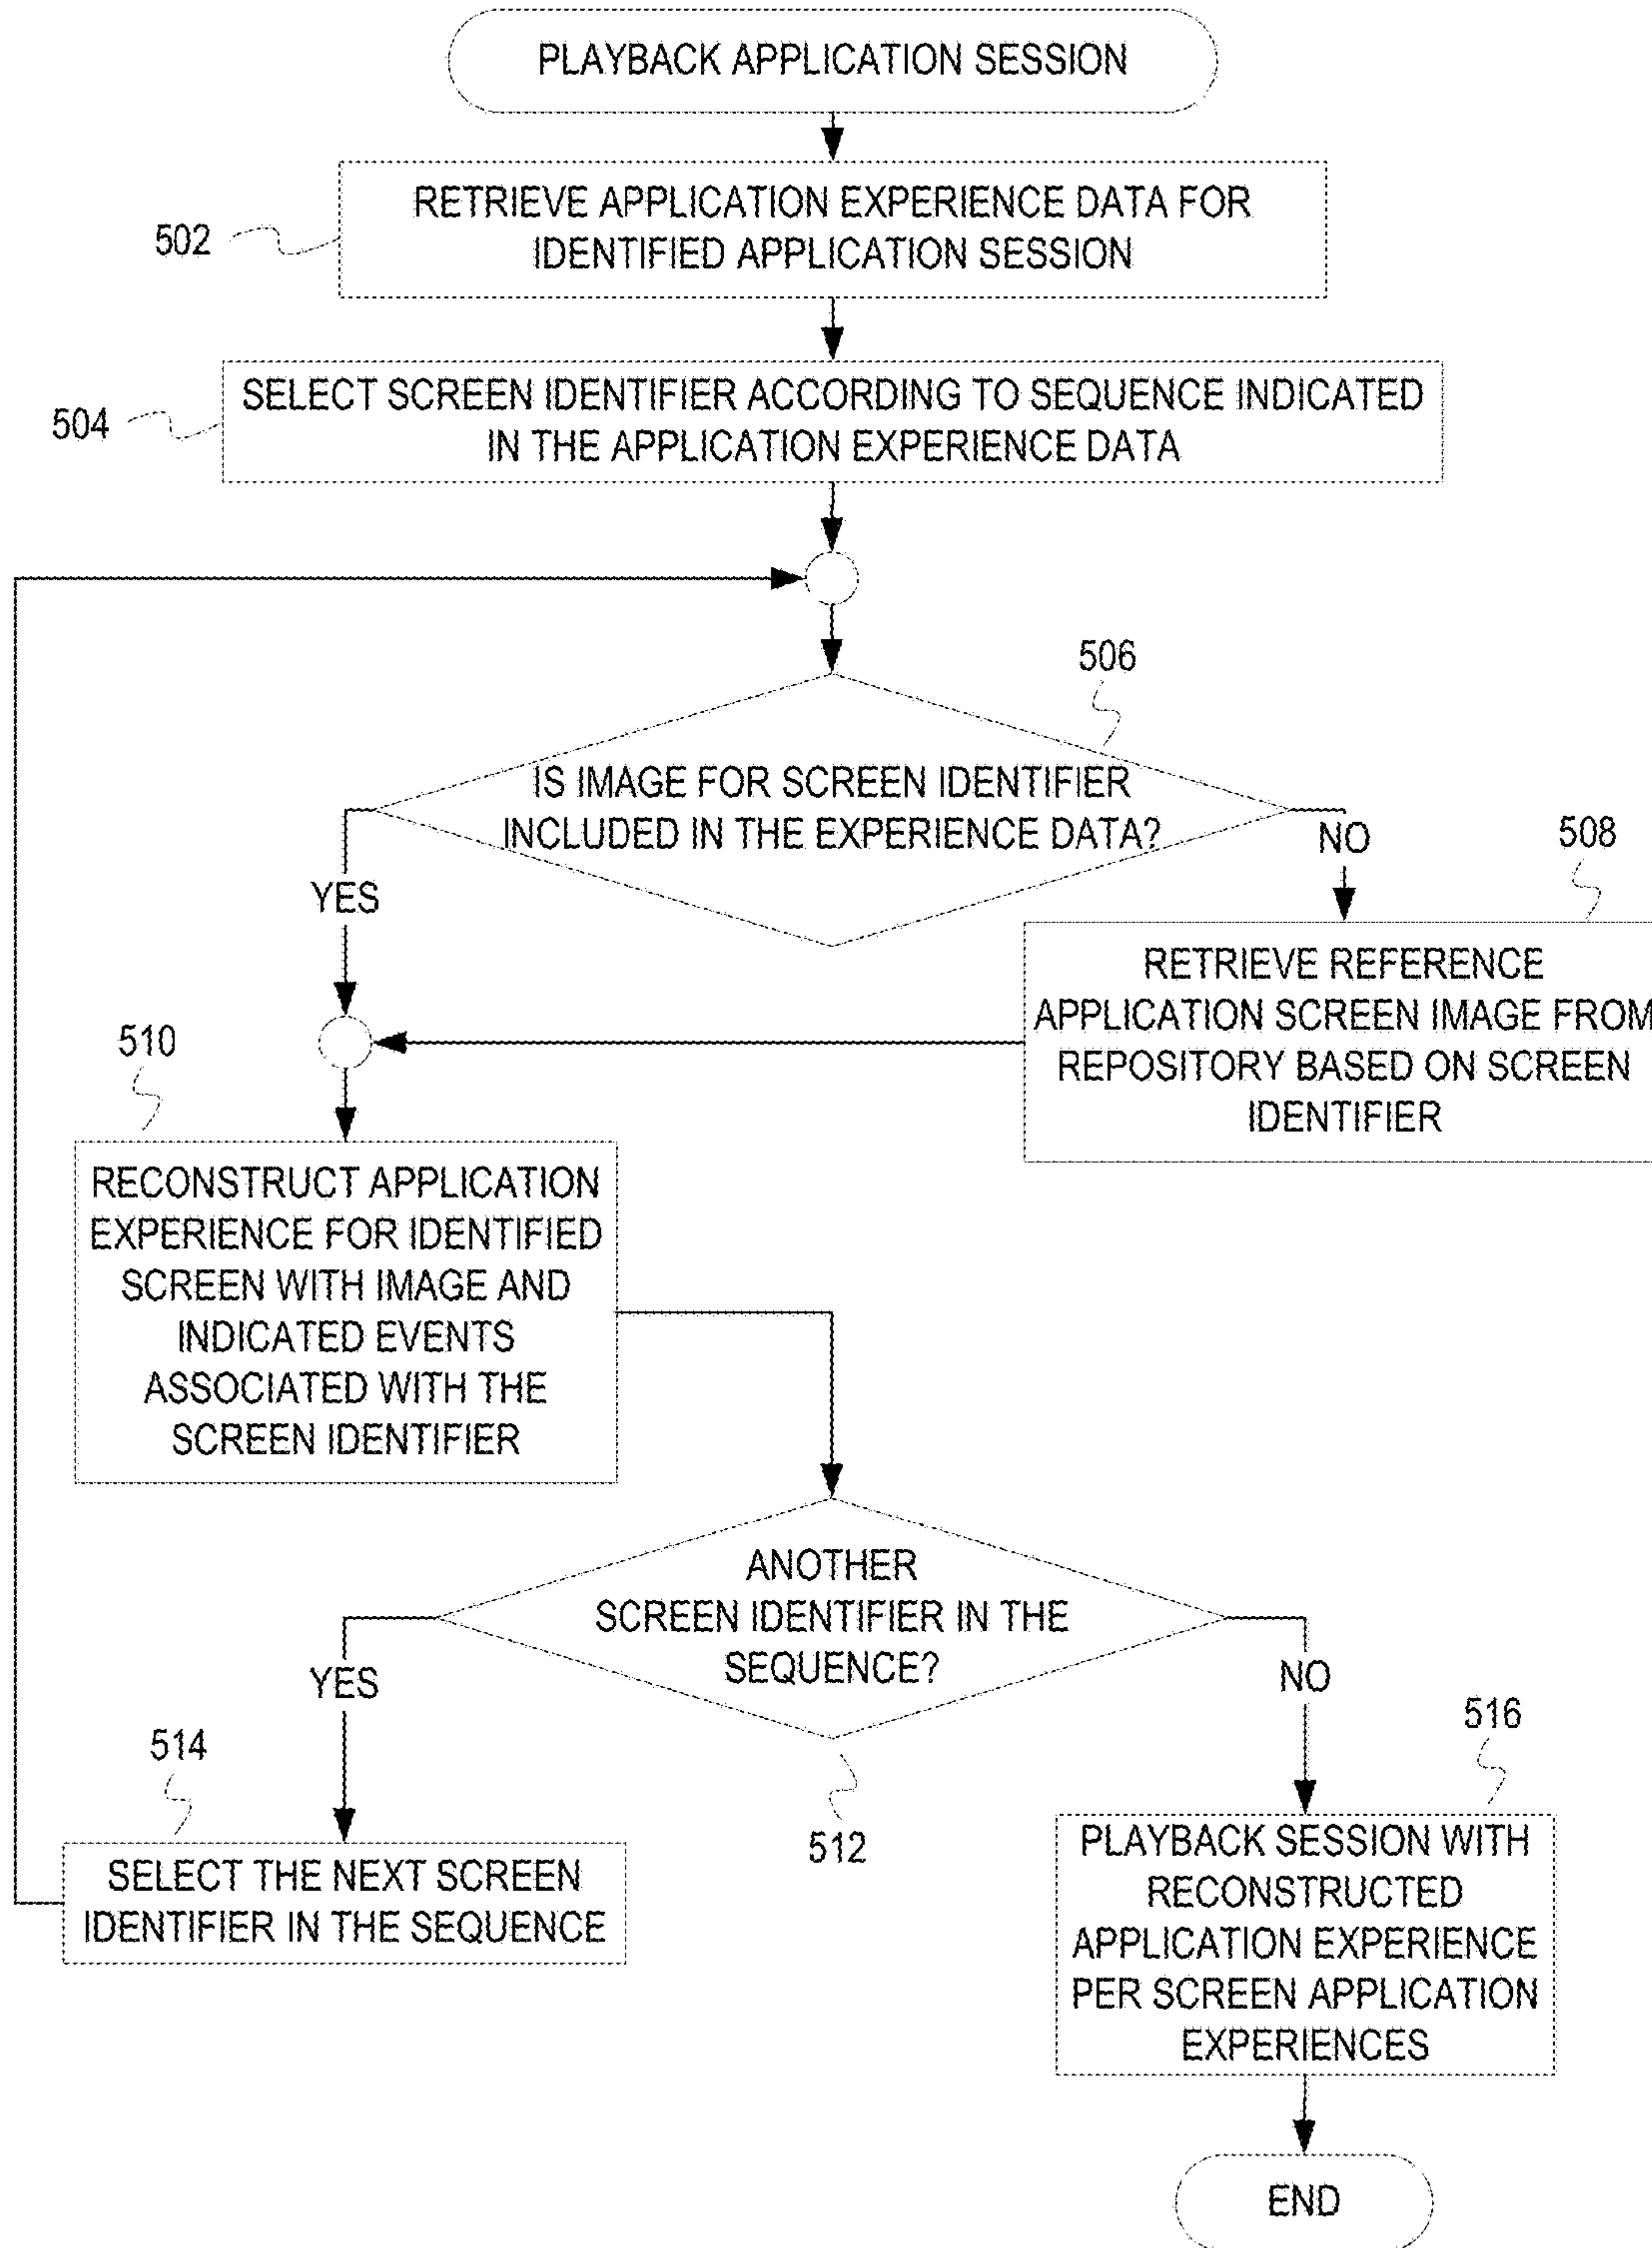 PLAYBACK APPLICATION SESSION
502
RETRIEVE APPLICATION EXPERIENCE DATA FOR
IDENTIFIED APPLICATION SESSION
504
SELECT SCREEN IDENTIFIER ACCORDING TO SEQUENCE INDICATED
IN THE APPLICATION EXPERIENCE DATA
506
IS IMAGE FOR SCREEN IDENTIFIER
INCLUDED IN THE EXPERIENCE DATA?
YES
NO
508
RETRIEVE REFERENCE
APPLICATION SCREEN IMAGE FROM
REPOSITORY BASED ON SCREEN
IDENTIFIER
510
RECONSTRUCT APPLICATION
EXPERIENCE FOR IDENTIFIED
SCREEN WITH IMAGE AND
INDICATED EVENTS
ASSOCIATED WITH THE
SCREEN IDENTIFIER
ANOTHER
SCREEN IDENTIFIER IN THE
SEQUENCE?
512
YES
NO
514
SELECT THE NEXT SCREEN
IDENTIFIER IN THE SEQUENCE
516
PLAYBACK SESSION WITH
RECONSTRUCTED
APPLICATION EXPERIENCE
PER SCREEN APPLICATION
EXPERIENCES
END